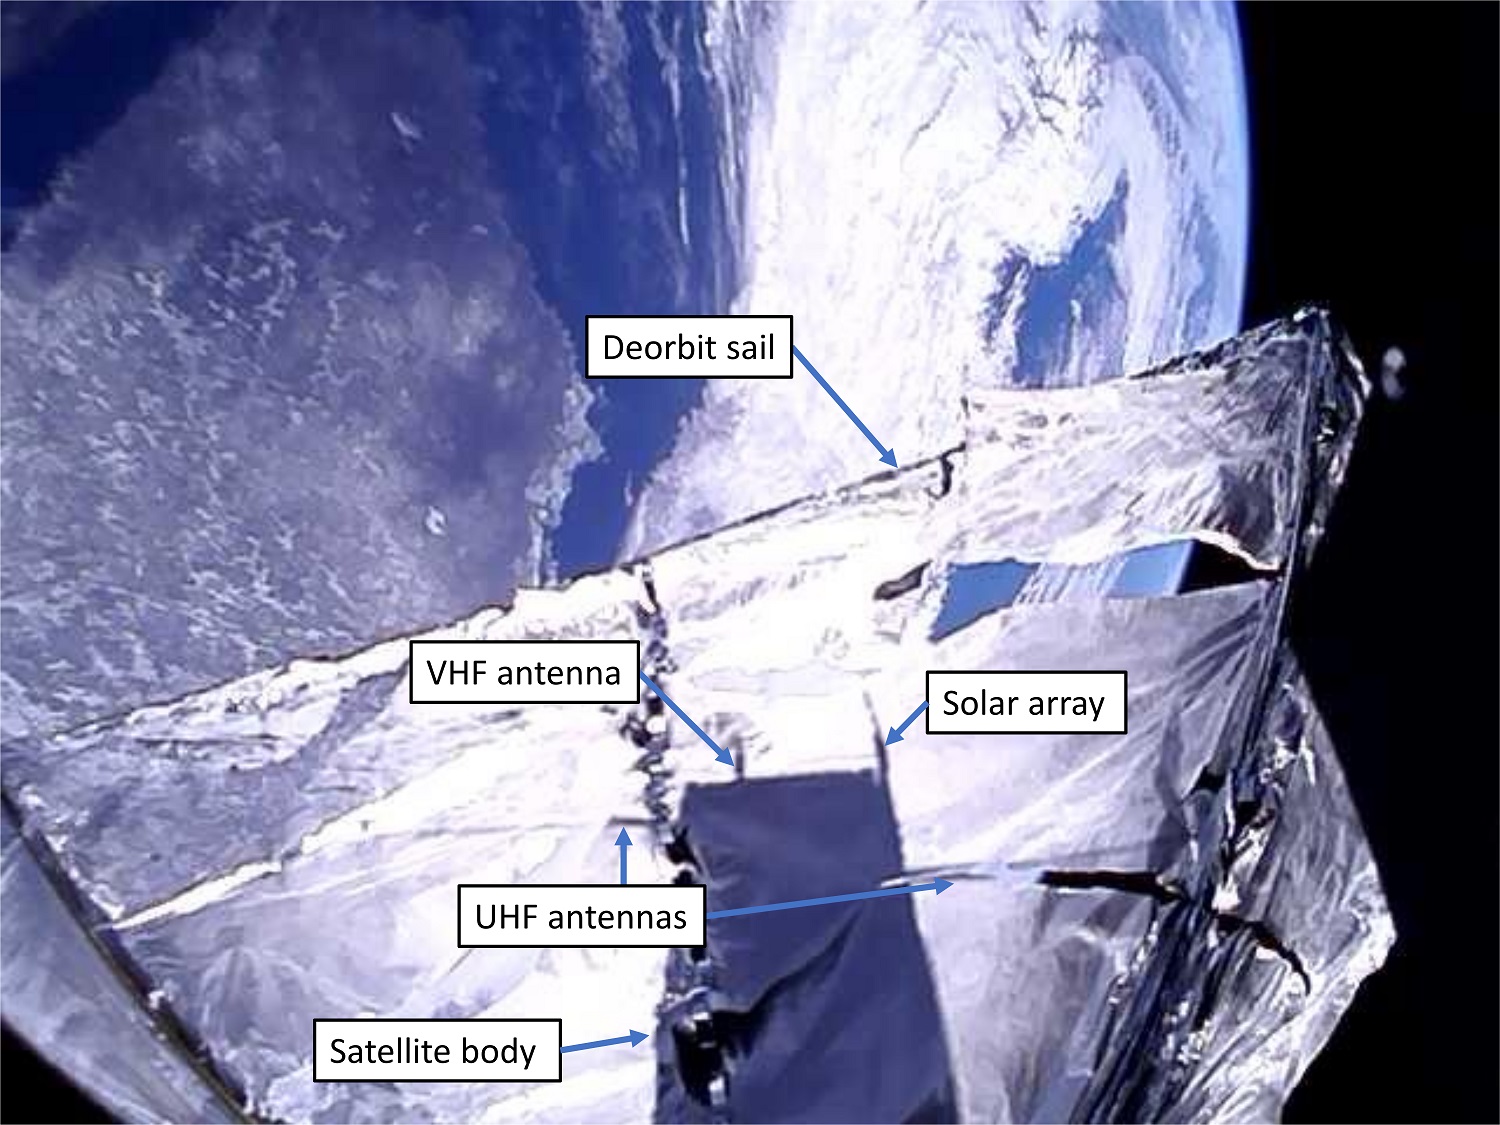 Deorbit sail
VHF antenna
Solar array
UHF antennas
Satellite body